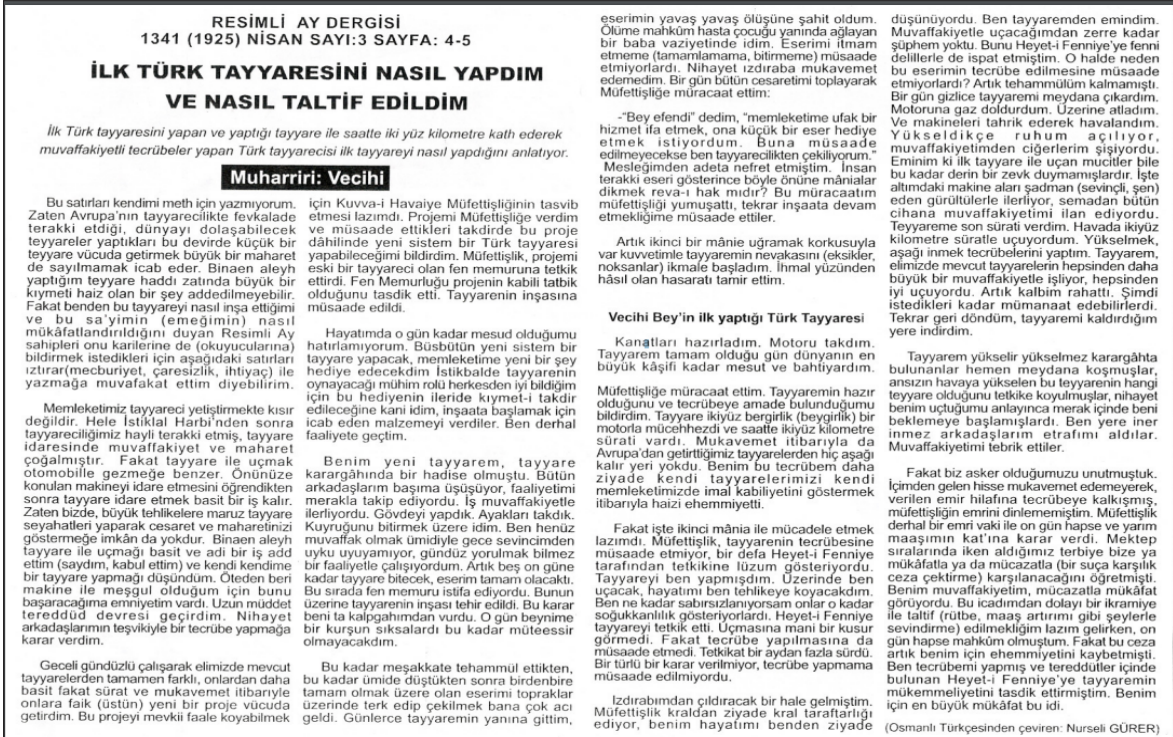 RESİMLİ AY DERGİSİ
1341 (1925) NİSAN SAYI:3 SAYFA: 4-5
İLK TÜRK TAYYARESİNİ NASIL YAPDIM
VE NASIL TALTİF EDİLDİM
İlk Türk tayyaresini yapan ve yaptığı tayyare ile saatte iki yüz kilometre kath ederek
muvaffakiyetli tecrübeler yapan Türk tayyarecisi ilk tayyareyi nasıl yaptığını anlatıyor.
Muharriri: Vecihi
Bu satırları kendimi meth için yazmıyorum.
Zaten Avrupa'nın tayyarecilikte fevkalade
terakki etdiği, dünyayı dolaşabilecek
teyyareler yaptıkları bu devirde küçük bir
teyyare vücuda getirmek büyük bir maharet
de sayılmamak icab eder. Binaen aleyh
yaptığım teyyare haddı zatında büyük bir
kıymeti haiz olan bir şey addedilmeyebilir.
Fakat benden bu tayyareyi nasıl inşa ettiğimi
ve bu sa'yimin (emeğimin) nasıl
mükâfatlandırıldığını duyan Resimli Ay
sahipleri onu karilerine de (okuyucularına)
bildirmek istedikleri için aşağıdaki satırları
ıztırar(mecburiyet, çaresizlik, ihtiyaç) ile
yazmağa muvafakat ettim diyebilirim.
Memleketimiz tayyareci yetiştirmekte kısır
değildir. Hele İstiklal Harbi'nden sonra
tayyareciliğimiz hayli terakki etmiş, tayyare
idaresinde muvaffakiyet ve maharet
çoğalmıştır. Fakat tayyare ile uçmak
otomobille gezmeğe benzer. Önünüze
konulan makineyi idare etmesini öğrendikten
sonra tayyare idare etmek basit bir iş kalır.
Zaten bizde, büyük tehlikelere maruz tayyare
seyahatleri yaparak cesaret ve maharetinizi
göstermeğe imkân da yokdur. Binaen aleyh
tayyare ile uçmağı basit ve adi bir iş add
ettim (saydım, kabul ettim) ve kendi kendime
bir tayyare yapmağı düşündüm. Öteden beri
makine ile meşgul olduğum için bunu
başaracağıma emniyetim vardı. Uzun müddet
tereddüd devresi geçirdim. Nihayet
arkadaşlarımın teşvikiyle bir tecrübe yapmağa
karar verdim.
Geceli gündüzlü çalışarak elimizde mevcut
tayyarelerden tamamen farklı, onlardan daha
basit fakat sürat ve mukavemet itibarıyle
onlara faik (üstün) yeni bir proje vücuda
getirdim. Bu projeyi mevkii faale koyabilmek
için Kuvva-i Havaiye Müfettişliğinin tasvib
etmesi lazımdı. Projemi Müfettişliğe verdim
ve müsaade ettikleri takdirde bu proje
dâhilinde yeni sistem bir Türk tayyaresi
yapabileceğimi bildirdim. Müfettişlik, projemi
eski bir tayyareci olan fen memuruna tetkik
ettirdi. Fen Memurluğu projenin kabili tatbik
olduğunu tasdik etti. Tayyarenin inşasına
müsaade edildi.
Hayatımda o gün kadar mesud olduğumu
hatırlamıyorum. Büsbütün yeni sistem bir
tayyare yapacak, memleketime yeni bir şey
hediye edecekdim İstikbalde tayyarenin
oynayacağı mühim rolü herkesden iyi bildiğim
için bu hediyenin ileride kıymet-i takdir
edileceğine kani idim, inşaata başlamak için
icab eden malzemeyi verdiler. Ben derhal
faaliyete geçtim.
Benim yeni tayyarem, tayyare
karargâhında bir hadise olmuştu. Bütün
arkadaşlarım başıma üşüşüyor, faaliyetimi
merakla takip ediyordu. İş muvaffakiyetle
ilerliyordu. Gövdeyi yapdık. Ayakları takdık.
Kuyruğunu bitirmek üzere idim. Ben henüz
muvaffak olmak ümidiyle gece sevincimden
uyku uyuyamıyor, gündüz yorulmak bilmez
bir faaliyetle çalışıyordum. Artık beş on güne
kadar tayyare bitecek, eserim tamam olacaktı.
Bu sırada fen memuru istifa ediyordu. Bunun
üzerine tayyarenin inşası tehir edildi. Bu karar
beni ta kalpgahımdan vurdu. O gün beynime
bir kurşun sıksalardı bu kadar müteessir
olmayacakdım.
Bu kadar meşakkate tahammül ettikten,
bu kadar ümide düştükten sonra birdenbire
tamam olmak üzere olan eserimi topraklar
üzerinde terk edip çekilmek bana çok acı
geldi. Günlerce tayyaremin yanına gittim,
eserimin yavaş yavaş ölüşüne şahit oldum.
Ölüme mahkûm hasta çocuğu yanında ağlayan
bir baba vaziyetinde idim. Eserimi itmam
etmeme (tamamlamama, bitirmeme) müsaade
etmiyorlardı. Nihayet ızdıraba mukavemet
edemedim. Bir gün bütün cesaretimi toplayarak
Müfettişliğe müracaat ettim:
-"Bey efendi" dedim, "memleketime ufak bir
hizmet ifa etmek, ona küçük bir eser hediye
etmek istiyordum. Buna müsaade
edilmeyecekse ben tayyarecilikten çekiliyorum."
Mesleğimden adeta nefret etmiştim. İnsan
terakki eseri gösterince böyle önüne mânialar
dikmek reva-ı hak mıdır? Bu müracaatım
müfettişliği yumuşattı, tekrar inşaata devam
etmekliğime müsaade ettiler.
Artık ikinci bir mânie uğramak korkusuyla
var kuvvetimle tayyaremin nevakasını (eksikler,
noksanlar) ikmale başladım. İhmal yüzünden
hâsıl olan hasaratı tamir ettim.
Vecihi Bey'in ilk yaptığı Türk Tayyaresi
Kanatları hazırladım. Motoru takdım.
Tayyarem tamam olduğu gün dünyanın en
büyük kâşifi kadar mesut ve bahtiyardım.
Müfettişliğe müracaat ettim. Tayyaremin hazır
olduğunu ve tecrübeye amade bulunduğumu
bildirdim. Tayyare ikiyüz bergirlik (beygirlik) bir
motorla mücehhezdi ve saatte ikiyüz kilometre
sürati vardı. Mukavemet itibarıyla da
Avrupa'dan getirttiğimiz tayyarelerden hiç aşağı
kalır yeri yokdu. Benim bu tecrübem daha
ziyade kendi tayyarelerimizi kendi
memleketimizde imal kabiliyetini göstermek
itibarıyla haizi ehemmiyetti.
Fakat işte ikinci mânia ile mücadele etmek
lazımdı. Müfettişlik, tayyarenin tecrübesine
müsaade etmiyor, bir defa Heyet-i Fenniye
tarafından tetkikine lüzum gösteriyordu.
Tayyareyi ben yapmışdım. Üzerinde ben
uçacak, hayatımı ben tehlikeye koyacakdım.
Ben ne kadar sabırsızlanıyorsam onlar o kadar
soğukkanlılık gösteriyorlardı. Heyet-i Fenniye
tayyareyi tetkik etti. Uçmasına mani bir kusur
görmedi. Fakat tecrübe yapılmasına da
müsaade etmedi. Tetkikat bir aydan fazla sürdü.
Bir türlü bir karar verilmiyor, tecrübe yapmama
müsaade edilmiyordu.
Izdırabımdan çıldıracak bir hale gelmiştim.
Müfettişlik kraldan ziyade kral taraftarlığı
ediyor, benim hayatımı benden ziyade
düşünüyordu. Ben tayyaremden emindim.
Muvaffakiyetle uçacağımdan zerre kadar
şüphem yoktu. Bunu Heyet-i Fenniye'ye fenni
delillerle de ispat etmiştim. O halde neden
bu eserimin tecrübe edilmesine müsaade
etmiyorlardı? Artık tehammülüm kalmamıştı.
Bir gün gizlice tayyaremi meydana çıkardım.
Motoruna gaz doldurdum. Üzerine atladım.
Ve makineleri tahrik ederek havalandım.
Yükseldikçe ruhum açılıyor,
muvaffakiyetimden ciğerlerim şişiyordu.
Eminim ki ilk tayyare ile uçan mucitler bile
bu kadar derin bir zevk duymamışlardır. İşte
altımdaki makine aları şadman (sevinçli, şen)
eden gürültülerle ilerliyor, semadan bütün
cihana muvaffakiyetimi ilan ediyordu.
Tayyareme son sürati verdim. Havada ikiyüz
kilometre süratle uçuyordum. Yükselmek,
aşağı inmek tecrübelerini yaptım. Tayyarem,
elimizde mevcut tayyarelerin hepsinden daha
büyük bir muvaffakiyetle işliyor, hepsinden
iyi uçuyordu. Artık kalbim rahattı. Şimdi
istedikleri kadar mümanaat edebilirlerdi.
Tekrar geri döndüm, tayyaremi kaldırdığım
yere indirdim.
Tayyarem yükselir yükselmez karargâhta
bulunanlar hemen meydana koşmuşlar,
ansızın havaya yükselen bu teyyarenin hangi
teyyare olduğunu tetkike koyulmuşlar, nihayet
benim uçtuğumu anlayınca merak içinde beni
beklemeye başlamışlardı. Ben yere iner
inmez arkadaşlarım etrafımı aldılar.
Muvaffakiyetimi tebrik ettiler.
Fakat biz asker olduğumuzu unutmuştuk.
İçimden gelen hisse mukavemet edemeyerek,
verilen emir hilafına tecrübeye kalkışmış,
müfettişliğin emrini dinlememiştim. Müfettişlik
derhal bir emri vaki ile on gün hapse ve yarım
maaşımın kat'ına karar verdi. Mektep
sıralarında iken aldığımız terbiye bize ya
mükâfatla ya da mücazatla (bir suça karşılık
ceza çektirme) karşılanacağını öğretmişti.
Benim muvaffakiyetim, mücazatla mükâfat
görüyordu. Bu icadımdan dolayı bir ikramiye
ile taltif (rütbe, maaş artırımı gibi şeylerle
sevindirme) edilmekliğim lazım gelirken, on
gün hapse mahkûm olmuştum. Fakat bu ceza
artık benim için ehemmiyetini kaybetmişti.
Ben tecrübemi yapmış ve tereddütler içinde
bulunan Heyet-i Fenniye'ye tayyaremin
mükemmeliyetini tasdik ettirmiştim. Benim
için en büyük mükâfat bu idi.
(Osmanlı Türkçesinden çeviren: Nurseli GÜRER)